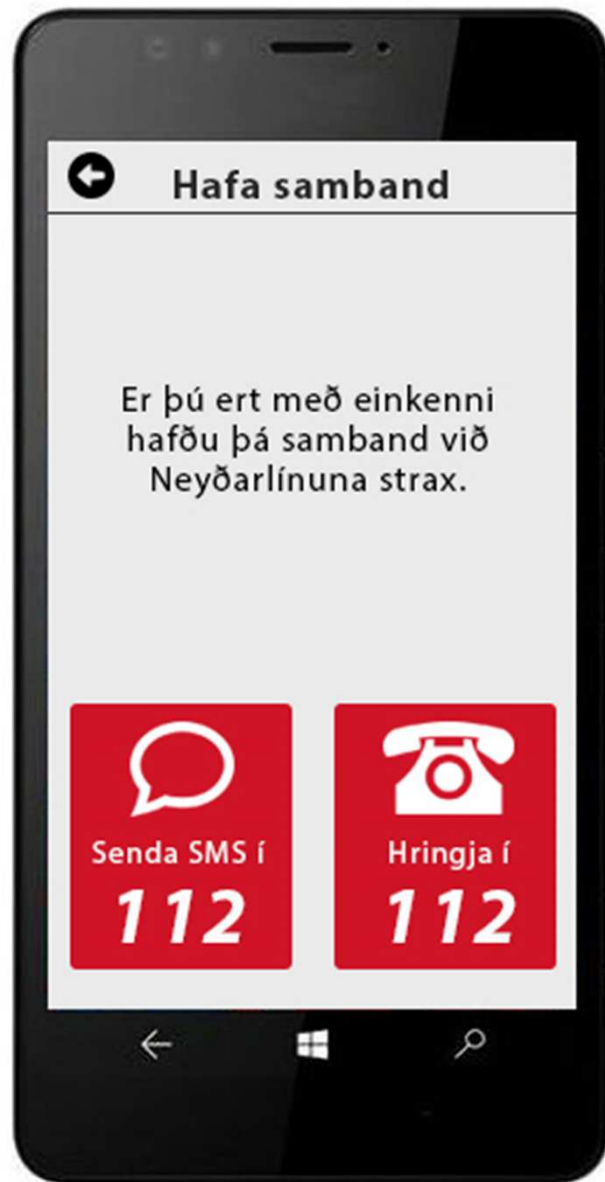 Hafa samband
Er þú ert með einkenni
hafðu þá samband við
Neyðarlínuna strax.
Senda SMS í
112
Hringja í
112